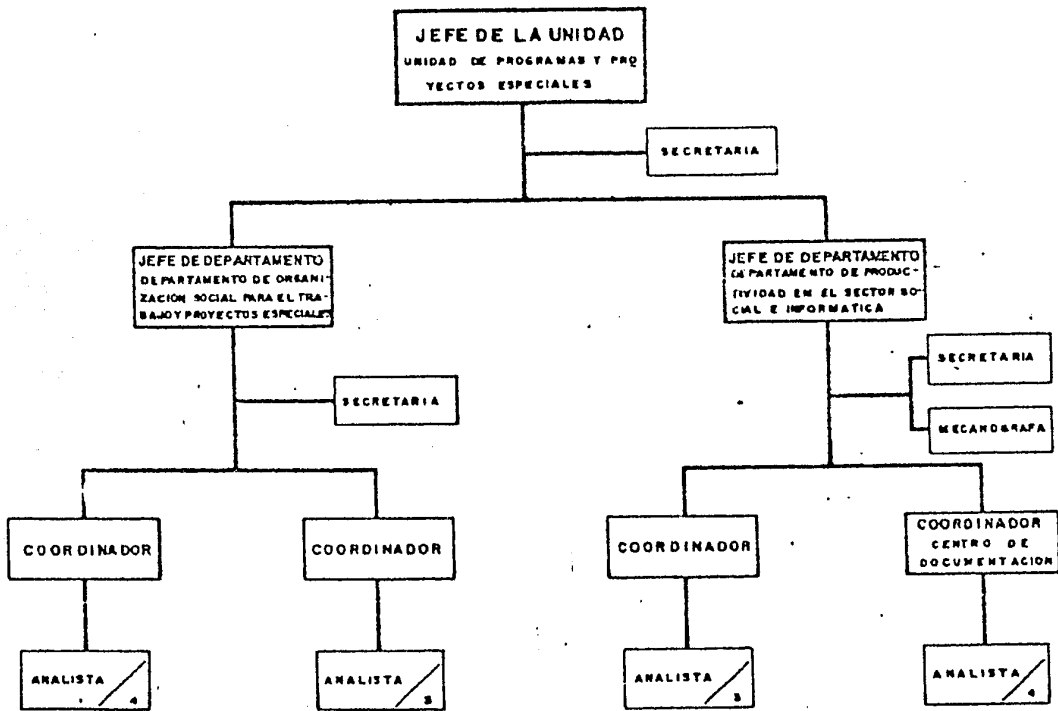 JEFE DE LA UNIDAD
UNIDAD DE PROGRAMAS Y PRO
YECTOS ESPECIALES
SECRETARIA
JEFE DE DEPARTAMENTO
DEPARTAMENTO DE ORGANI-
ZACIÓN SOCIAL PARA EL TRA-
BAJO Y PROYECTOS ESPECIALES
JEFE DE DEPARTAMENTO
DEPARTAMENTO DE PRODUC-
TIVIDAD EN EL SECTOR SO-
CIAL E INFORMATICA
SECRETARIA
SECRETARIA
MECANOGRAFA
COORDINADOR
COORDINADOR
COORDINADOR
COORDINADOR
CENTRO DE
DOCUMENTACION
ANALISTA 4
ANALISTA
ANALISTA 3
ANALISTA 4